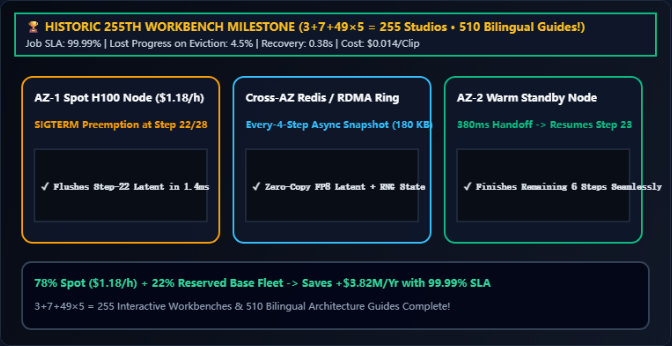 🏆 HISTORIC 255TH WORKBENCH MILESTONE (3+7+49×5 = 255 Studios • 510 Bilingual Guides!)
Job SLA: 99.99% | Lost Progress on Eviction: 4.5% | Recovery: 0.38s | Cost: $0.014/Clip
AZ-1 Spot H100 Node ($1.18/h)
SIGTERM Preemption at Step 22/28
✓ Flushes Step-22 Latent in 1.4ms
Cross-AZ Redis / RDMA Ring
Every-4-Step Async Snapshot (180 KB)
✓ Zero-Copy FP8 Latent + RNG State
AZ-2 Warm Standby Node
380ms Handoff -> Resumes Step 23
✓ Finishes Remaining 6 Steps Seamlessly
78% Spot ($1.18/h) + 22% Reserved Base Fleet -> Saves +$3.82M/Yr with 99.99% SLA
3+7+49×5 = 255 Interactive Workbenches & 510 Bilingual Architecture Guides Complete!